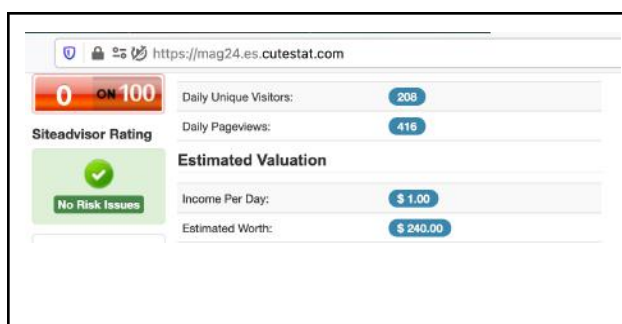 https://mag24.es.cutestat.com
0 ON 100
Siteadvisor Rating
No Risk Issues
Daily Unique Visitors: 208
Daily Pageviews: 416
Estimated Valuation
Income Per Day: $ 1.00
Estimated Worth: $ 240.00